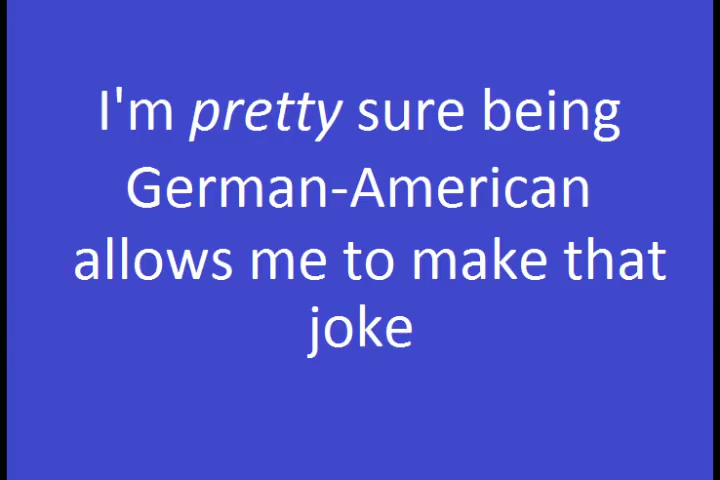 I'm pretty sure being
German-American
allows me to make that
joke